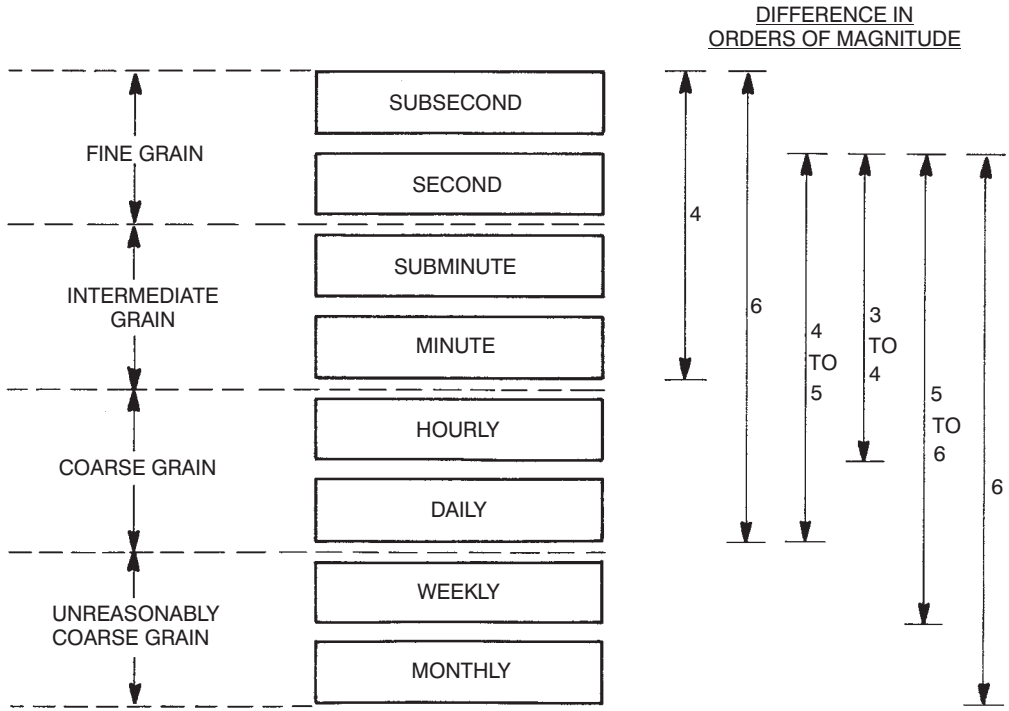 DIFFERENCE IN
ORDERS OF MAGNITUDE
SUBSECOND
FINE GRAIN
SECOND
4
SUBMINUTE
INTERMEDIATE
GRAIN
6
3
TO
4
4
TO
5
MINUTE
5
TO
6
HOURLY
COARSE GRAIN
6
DAILY
WEEKLY
UNREASONABLY
COARSE GRAIN
MONTHLY